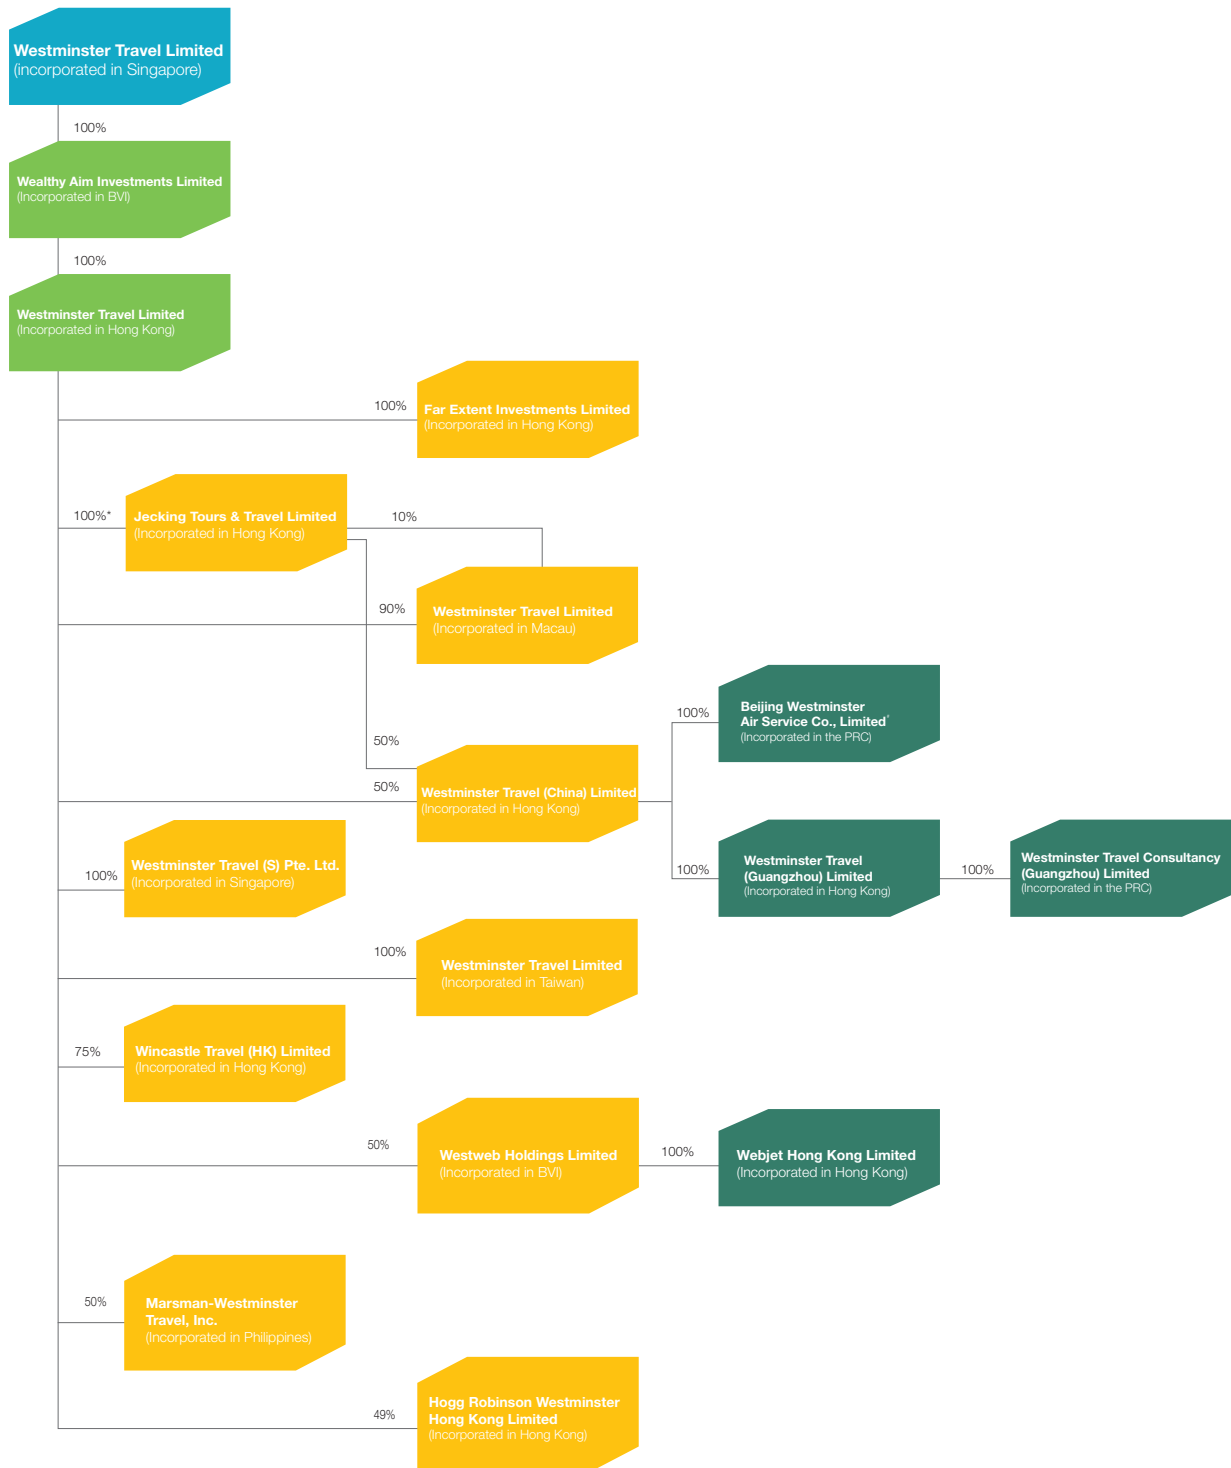 Westminster Travel Limited
(incorporated in Singapore)
100%
Wealthy Aim Investments Limited
(Incorporated in BVI)
100%
Westminster Travel Limited
(Incorporated in Hong Kong)
100%
Far Extent Investments Limited
(Incorporated in Hong Kong)
100%*
Jecking Tours & Travel Limited
(Incorporated in Hong Kong)
10%
90%
Westminster Travel Limited
(Incorporated in Macau)
50%
50%
Westminster Travel (China) Limited
(Incorporated in Hong Kong)
100%
Beijing Westminster
Air Service Co., Limited*
(Incorporated in the PRC)
100%
Westminster Travel
(Guangzhou) Limited
(Incorporated in Hong Kong)
100%
Westminster Travel Consultancy
(Guangzhou) Limited
(Incorporated in the PRC)
100%
Westminster Travel (S) Pte. Ltd.
(Incorporated in Singapore)
100%
Westminster Travel Limited
(Incorporated in Taiwan)
75%
Wincastle Travel (HK) Limited
(Incorporated in Hong Kong)
50%
Westweb Holdings Limited
(Incorporated in BVI)
100%
Webjet Hong Kong Limited
(Incorporated in Hong Kong)
50%
Marsman-Westminster
Travel, Inc.
(Incorporated in Philippines)
49%
Hogg Robinson Westminster
Hong Kong Limited
(Incorporated in Hong Kong)